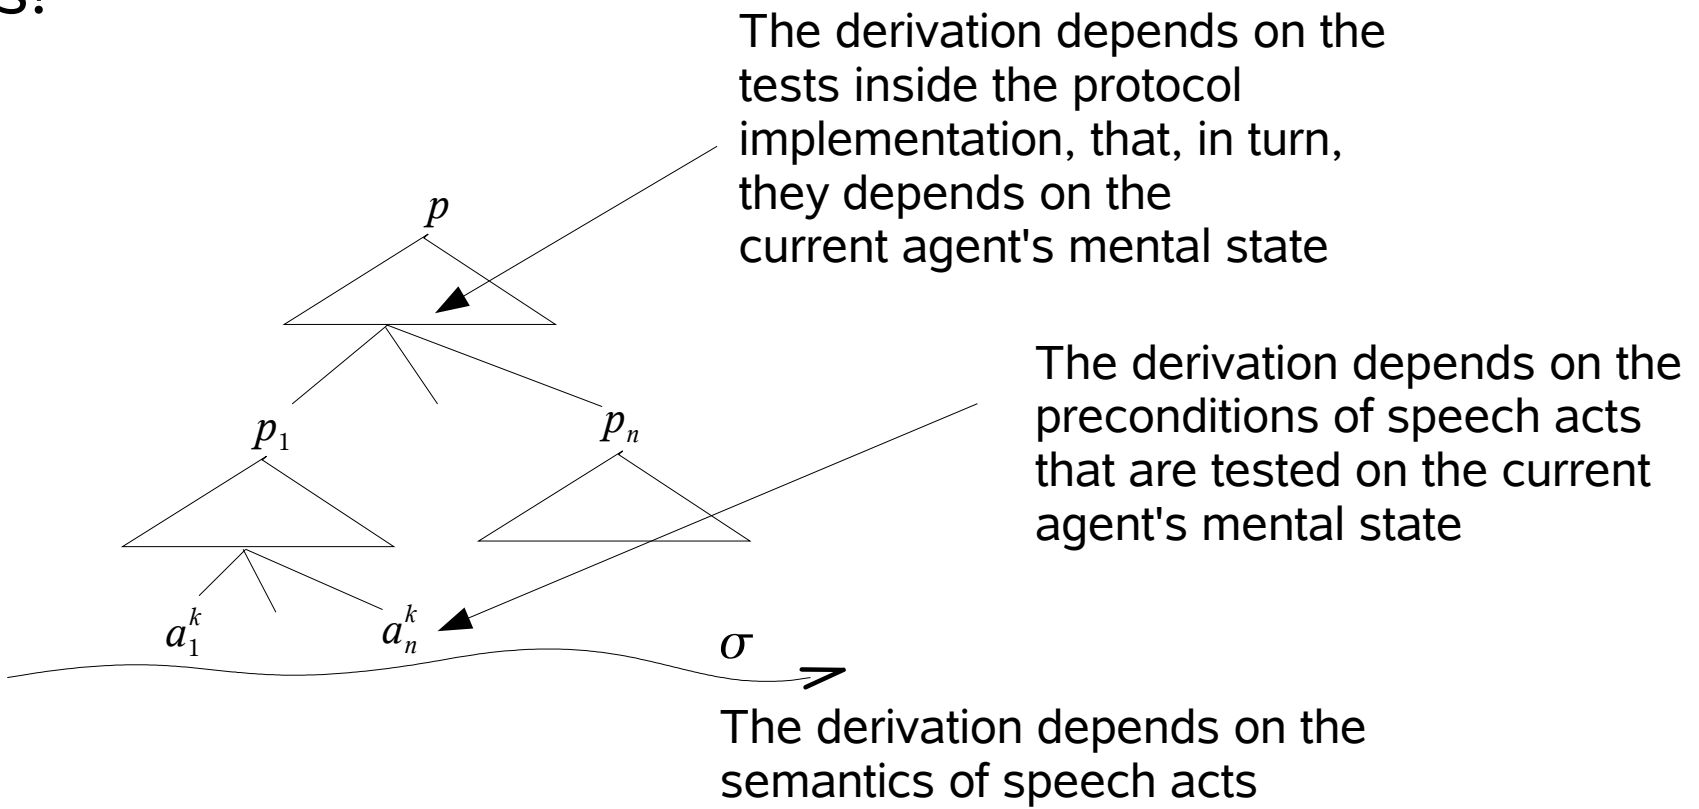 s:
The derivation depends on the
tests inside the protocol
implementation, that, in turn,
they depends on the
current agent's mental state
p
The derivation depends on the
preconditions of speech acts
that are tested on the current
agent's mental state
p₁ pₙ
a₁ᵏ aₙᵏ
σ
The derivation depends on the
semantics of speech acts